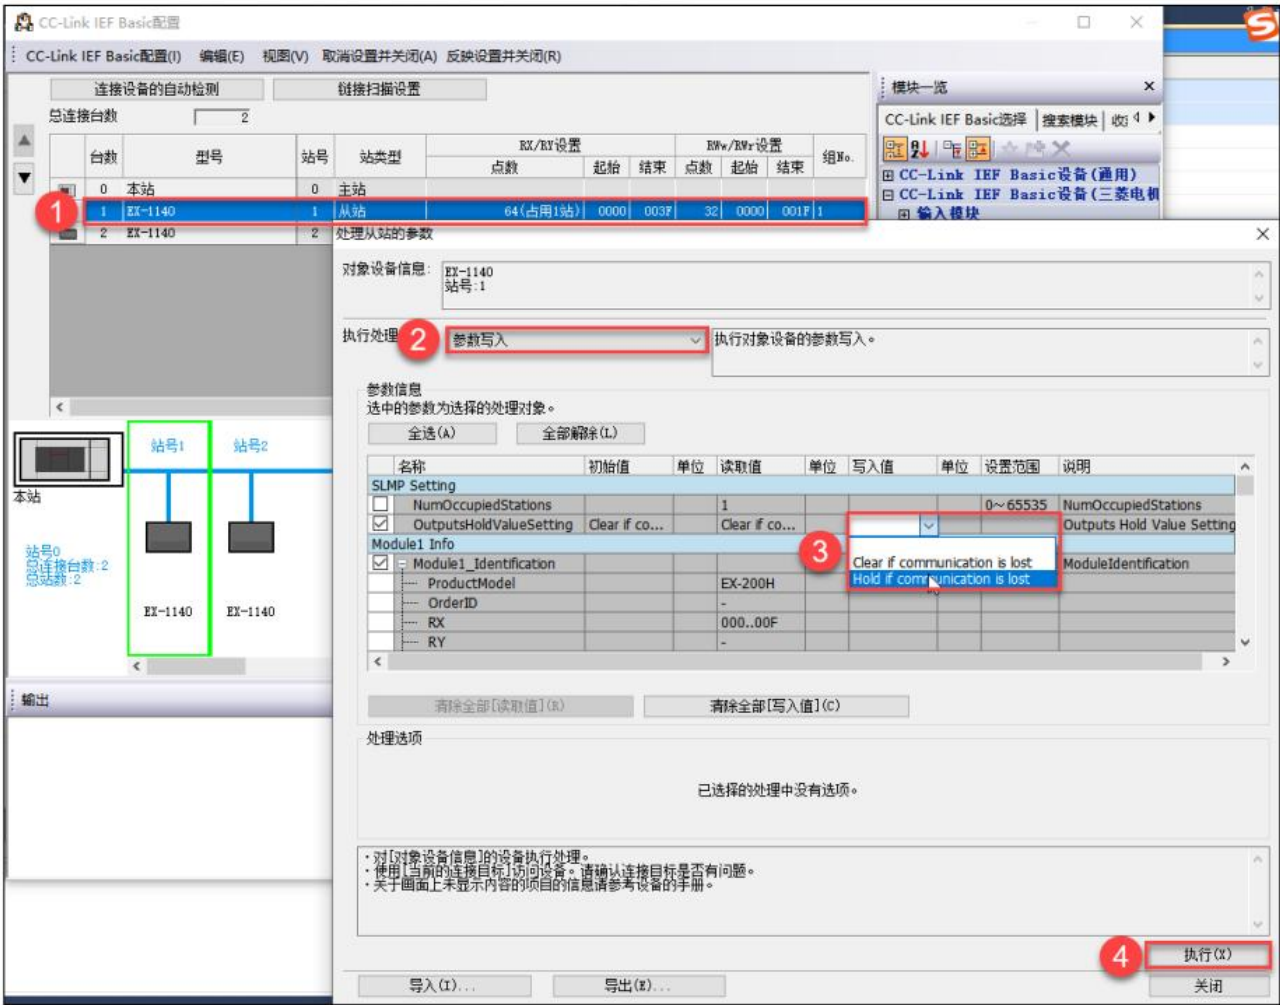 CC-Link IEF Basic配置
CC-Link IEF Basic配置(I) 编辑(E) 视图(V) 取消设置并关闭(A) 反映设置并关闭(R)
连接设备的自动检测 链接扫描设置
总连接台数 2
台数 型号 站号 站类型 RX/RY设置 RWw/RWr设置 组No.
点数 起始 结束 点数 起始 结束
0 本站 0 主站
1 1 EX-1140 1 从站 64(占用1站) 0000 003F 32 0000 001F 1
2 EX-1140 2
模块一览
CC-Link IEF Basic选择 搜索模块
CC-Link IEF Basic设备(通用)
CC-Link IEF Basic设备(三菱电机
输入模块
处理从站的参数
对象设备信息: EX-1140
站号:1
执行处理 2 参数写入 执行对象设备的参数写入。
参数信息
选中的参数为选择的处理对象。
全选(A) 全部解除(L)
名称 初始值 单位 读取值 单位 写入值 单位 设置范围 说明
SLMP Setting
NumOccupiedStations 1 0~65535 NumOccupiedStations
OutputsHoldValueSetting Clear if co... Clear if co... Outputs Hold Value Setting
Module1 Info
3
Clear if communication is lost
Hold if communication is lost
Module1_Identification ModuleIdentification
ProductModel EX-200H
OrderID -
RX 000..00F
RY -
清除全部[读取值](R) 清除全部[写入值](C)
处理选项
已选择的处理中没有选项。
·对[对象设备信息]的设备执行处理。
·使用[当前的连接目标]访问设备。请确认连接目标是否有问题。
·关于画面上未显示内容的项目的信息请参考设备的手册。
4 执行(X)
导入(I)... 导出(E)... 关闭
站号1 站号2
本站
站号0
总连接台数:2
总站数:2
EX-1140 EX-1140
输出